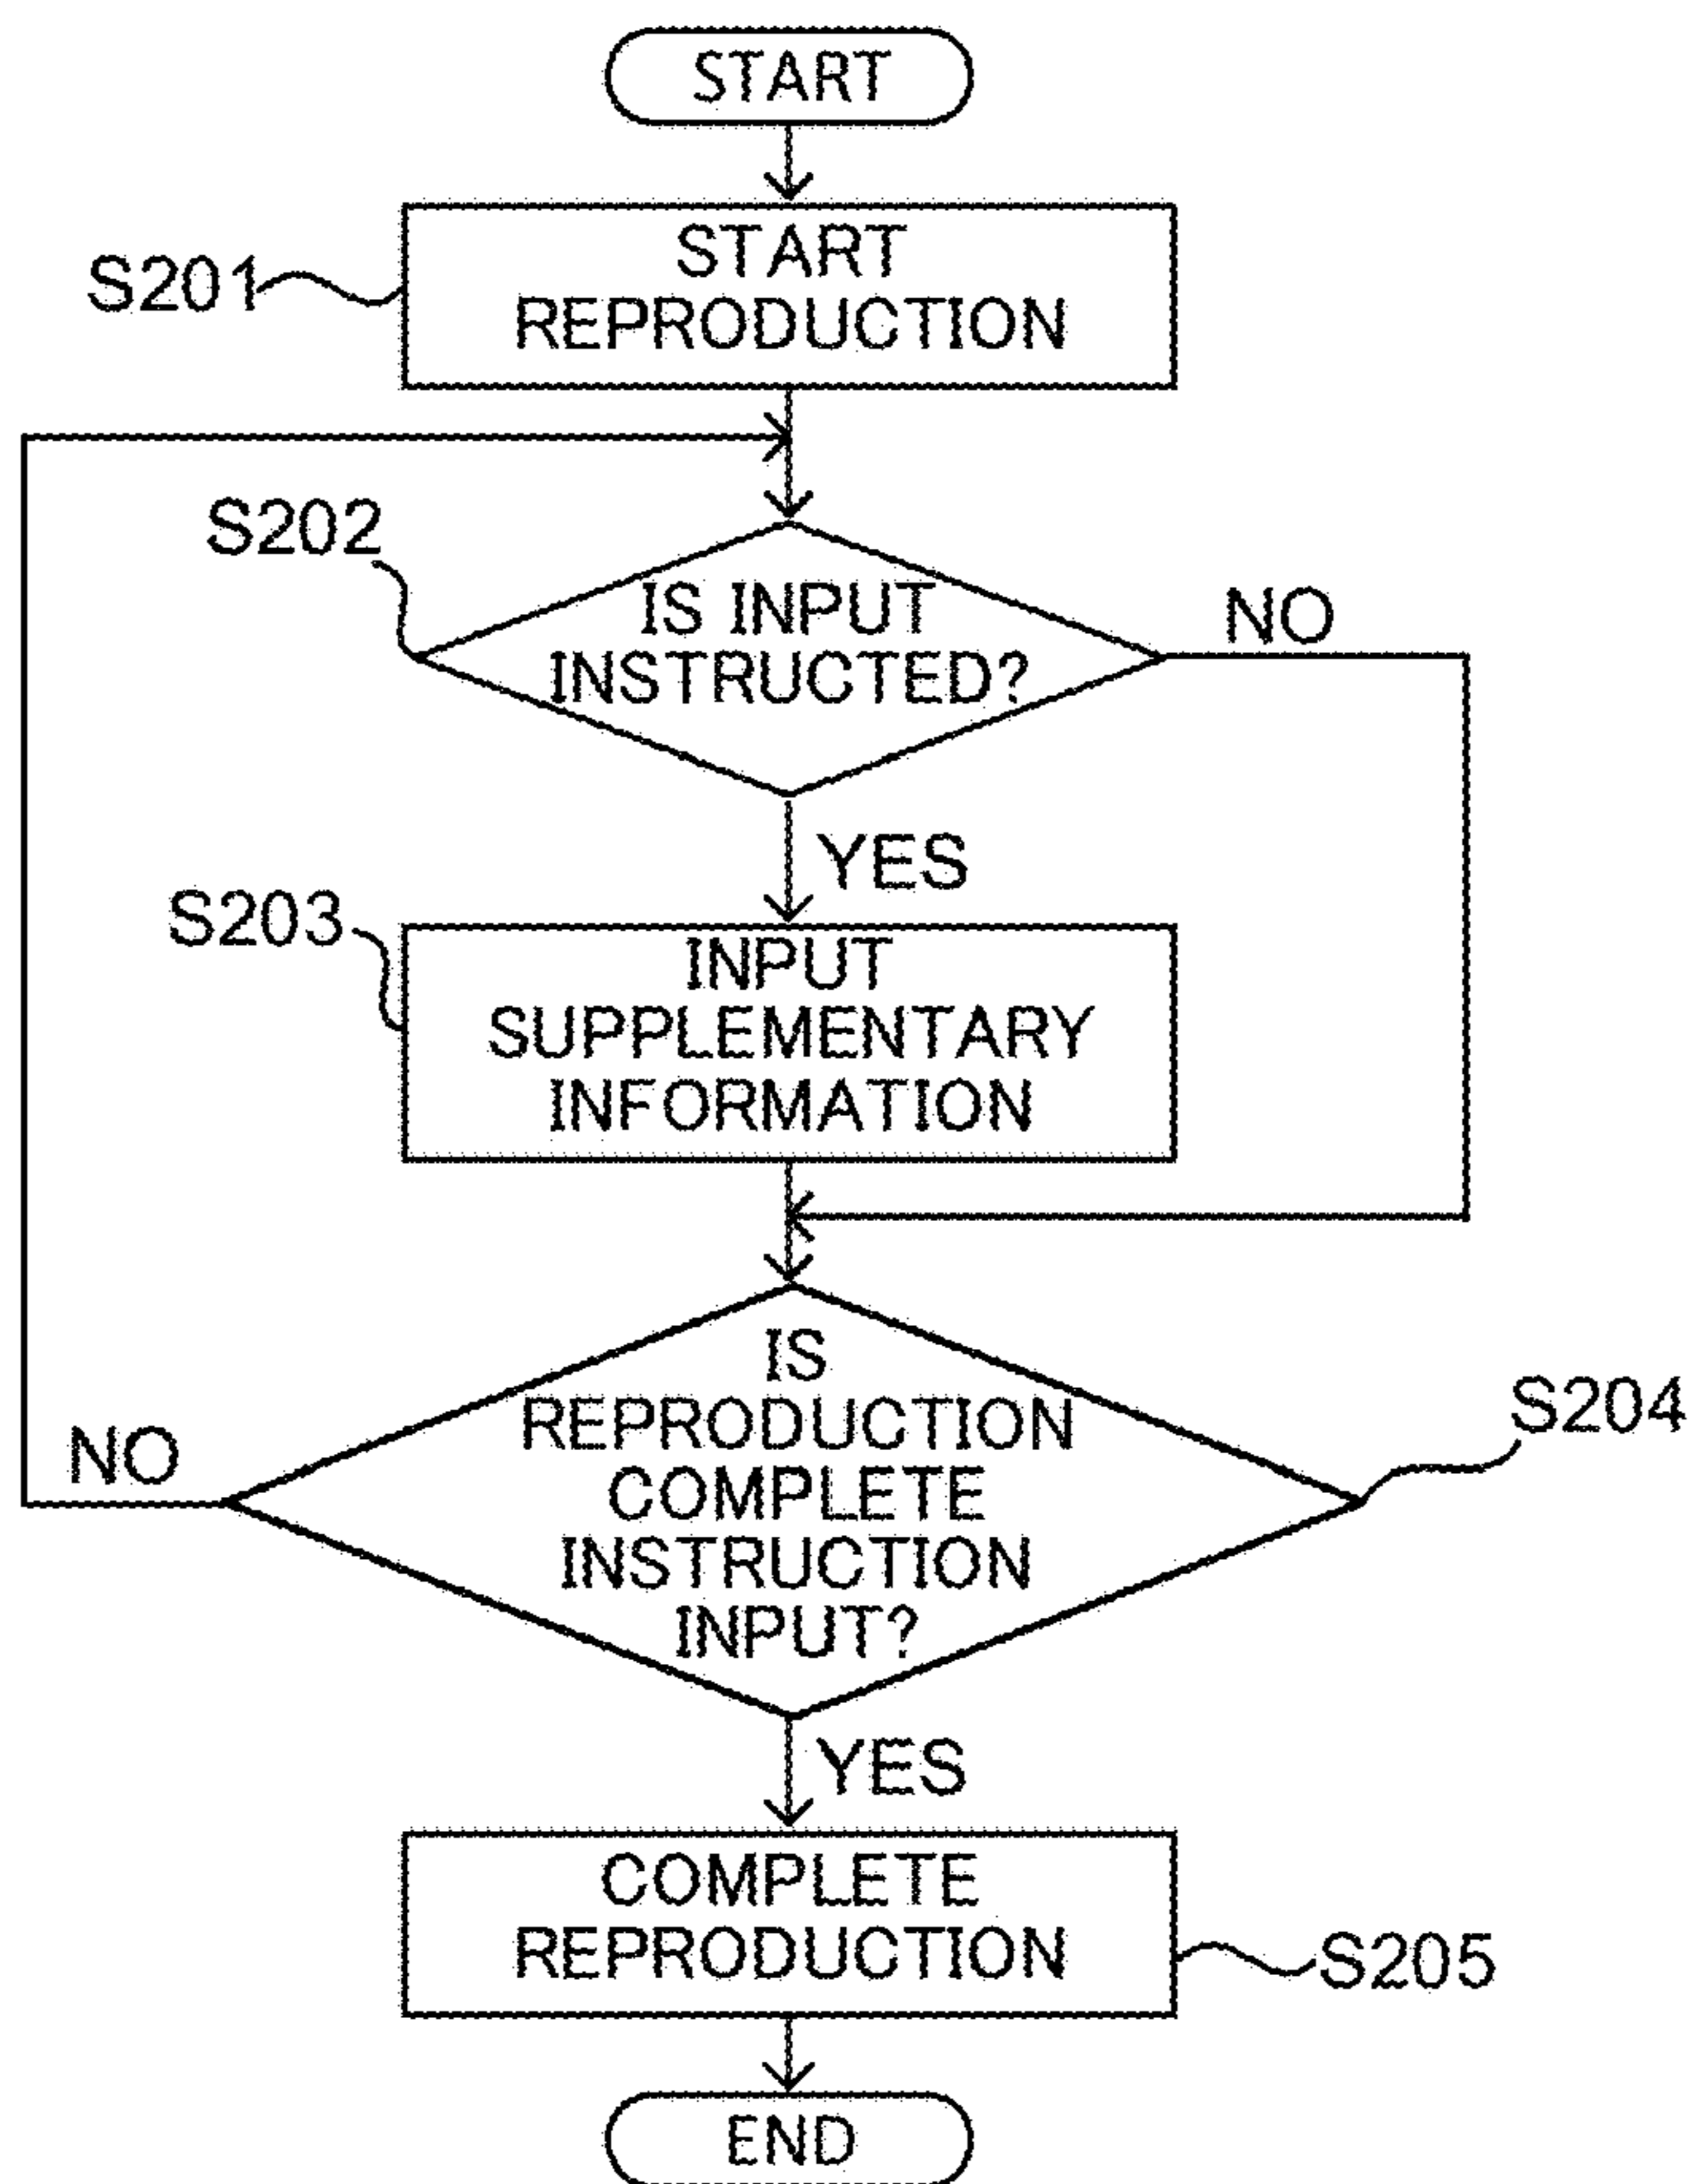 START
START
REPRODUCTION
S201
S202
IS INPUT
INSTRUCTED?
NO
YES
S203
INPUT
SUPPLEMENTARY
INFORMATION
IS
REPRODUCTION
COMPLETE
INSTRUCTION
INPUT?
S204
NO
YES
COMPLETE
REPRODUCTION
S205
END